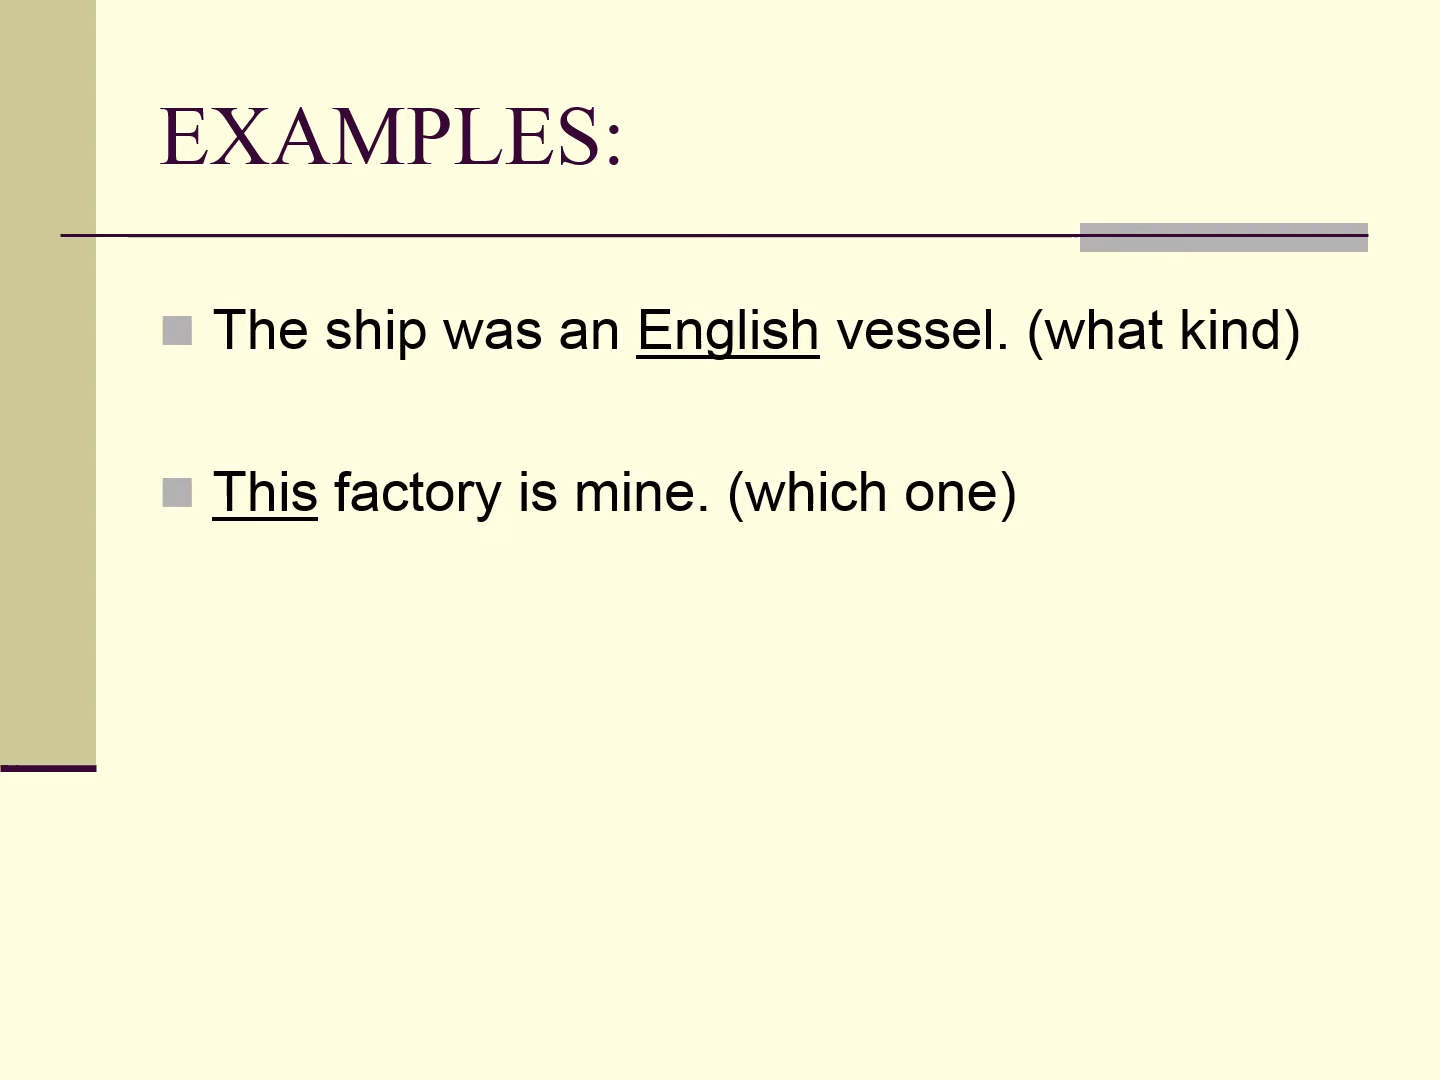 EXAMPLES:
The ship was an English vessel. (what kind)
This factory is mine. (which one)